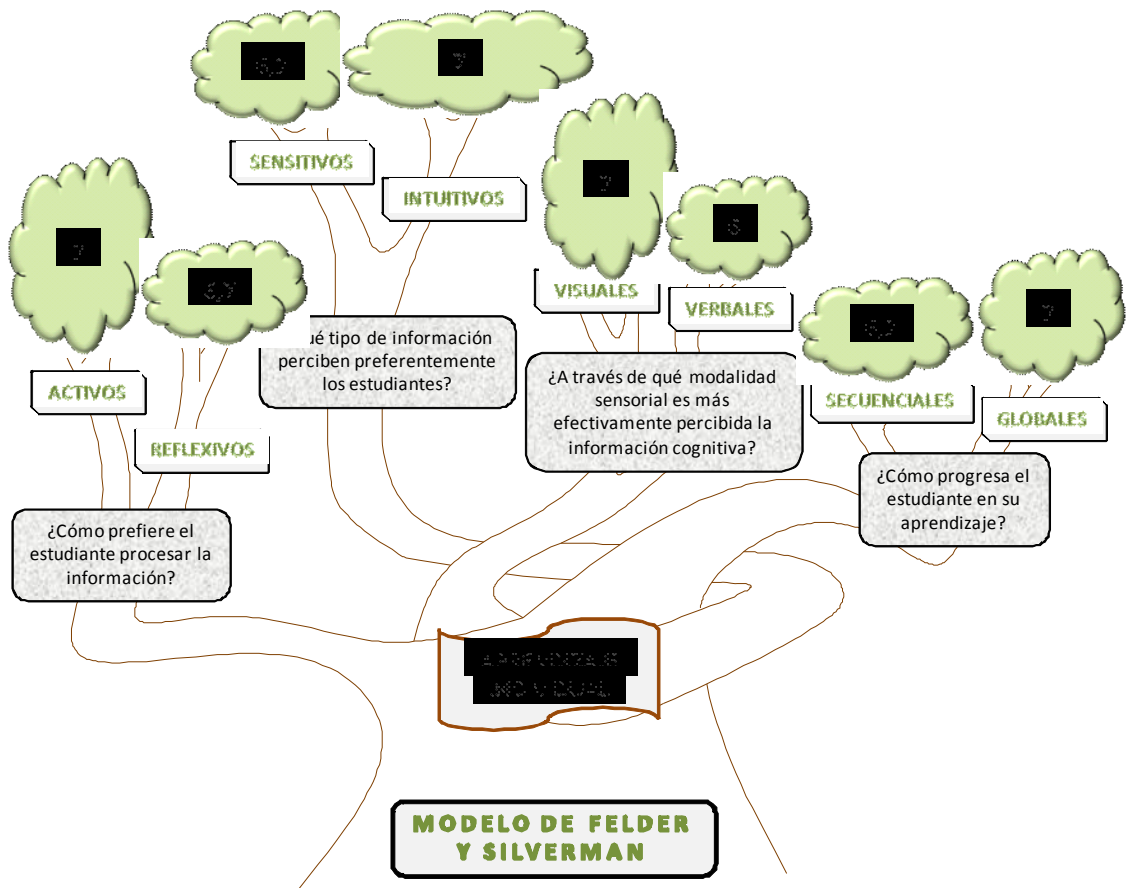 SENSITIVOS
INTUITIVOS
ACTIVOS
REFLEXIVOS
VISUALES
VERBALES
SECUENCIALES
GLOBALES
tipo de información
perciben preferentemente
los estudiantes?
¿A través de qué modalidad
sensorial es más
efectivamente percibida la
información cognitiva?
¿Cómo progresa el
estudiante en su
aprendizaje?
¿Cómo prefiere el
estudiante procesar la
información?
APRENDIZAJE
INDIVIDUAL
MODELO DE FELDER
Y SILVERMAN